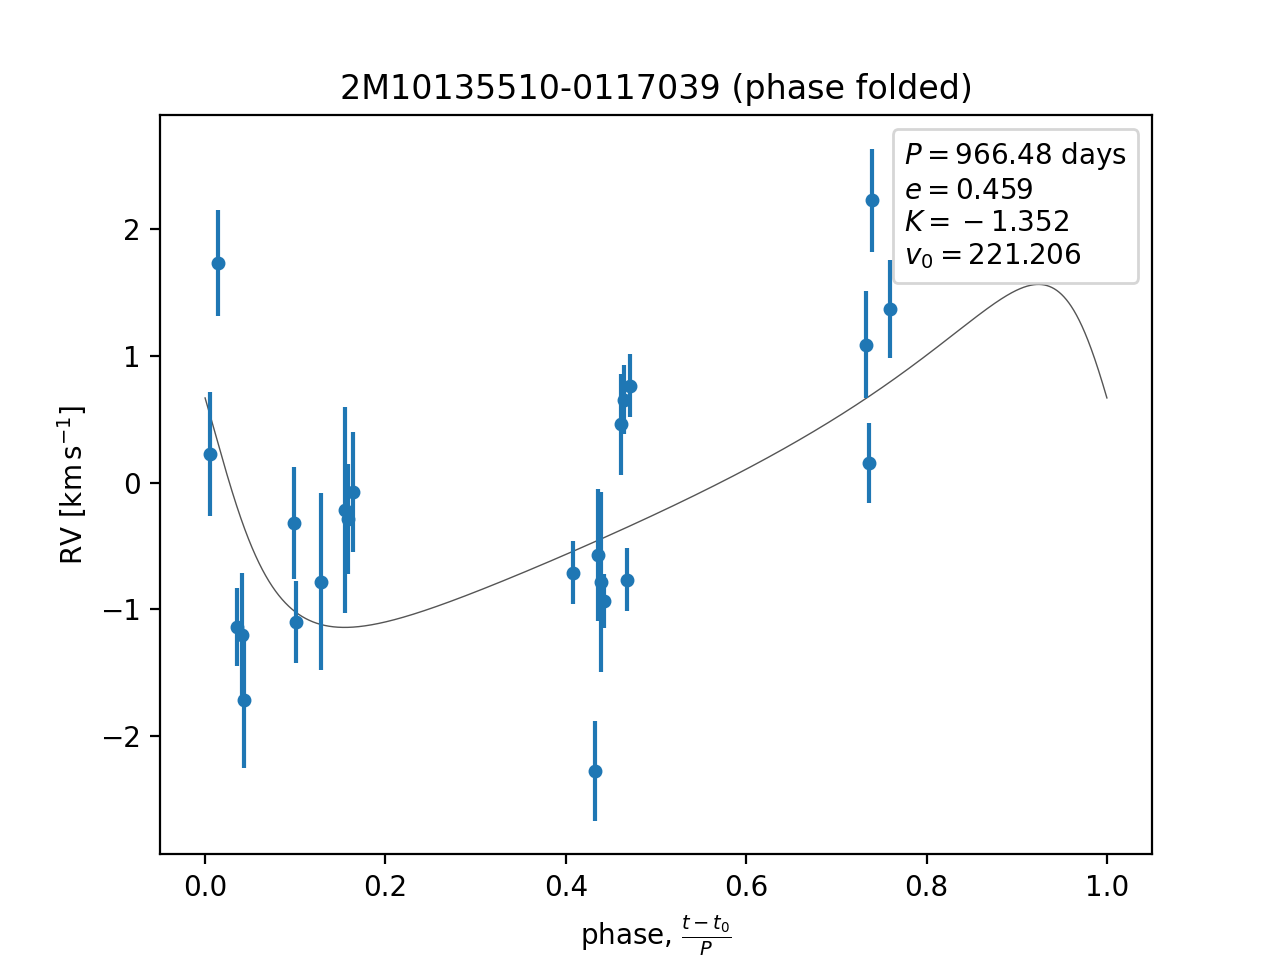 2M10135510-0117039 (phase folded)
P = 966.48 days
e = 0.459
K = −1.352
v₀ = 221.206
2
1
0
−1
−2
RV [km s⁻¹]
0.0 0.2 0.4 0.6 0.8 1.0
phase, (t − t₀)/P